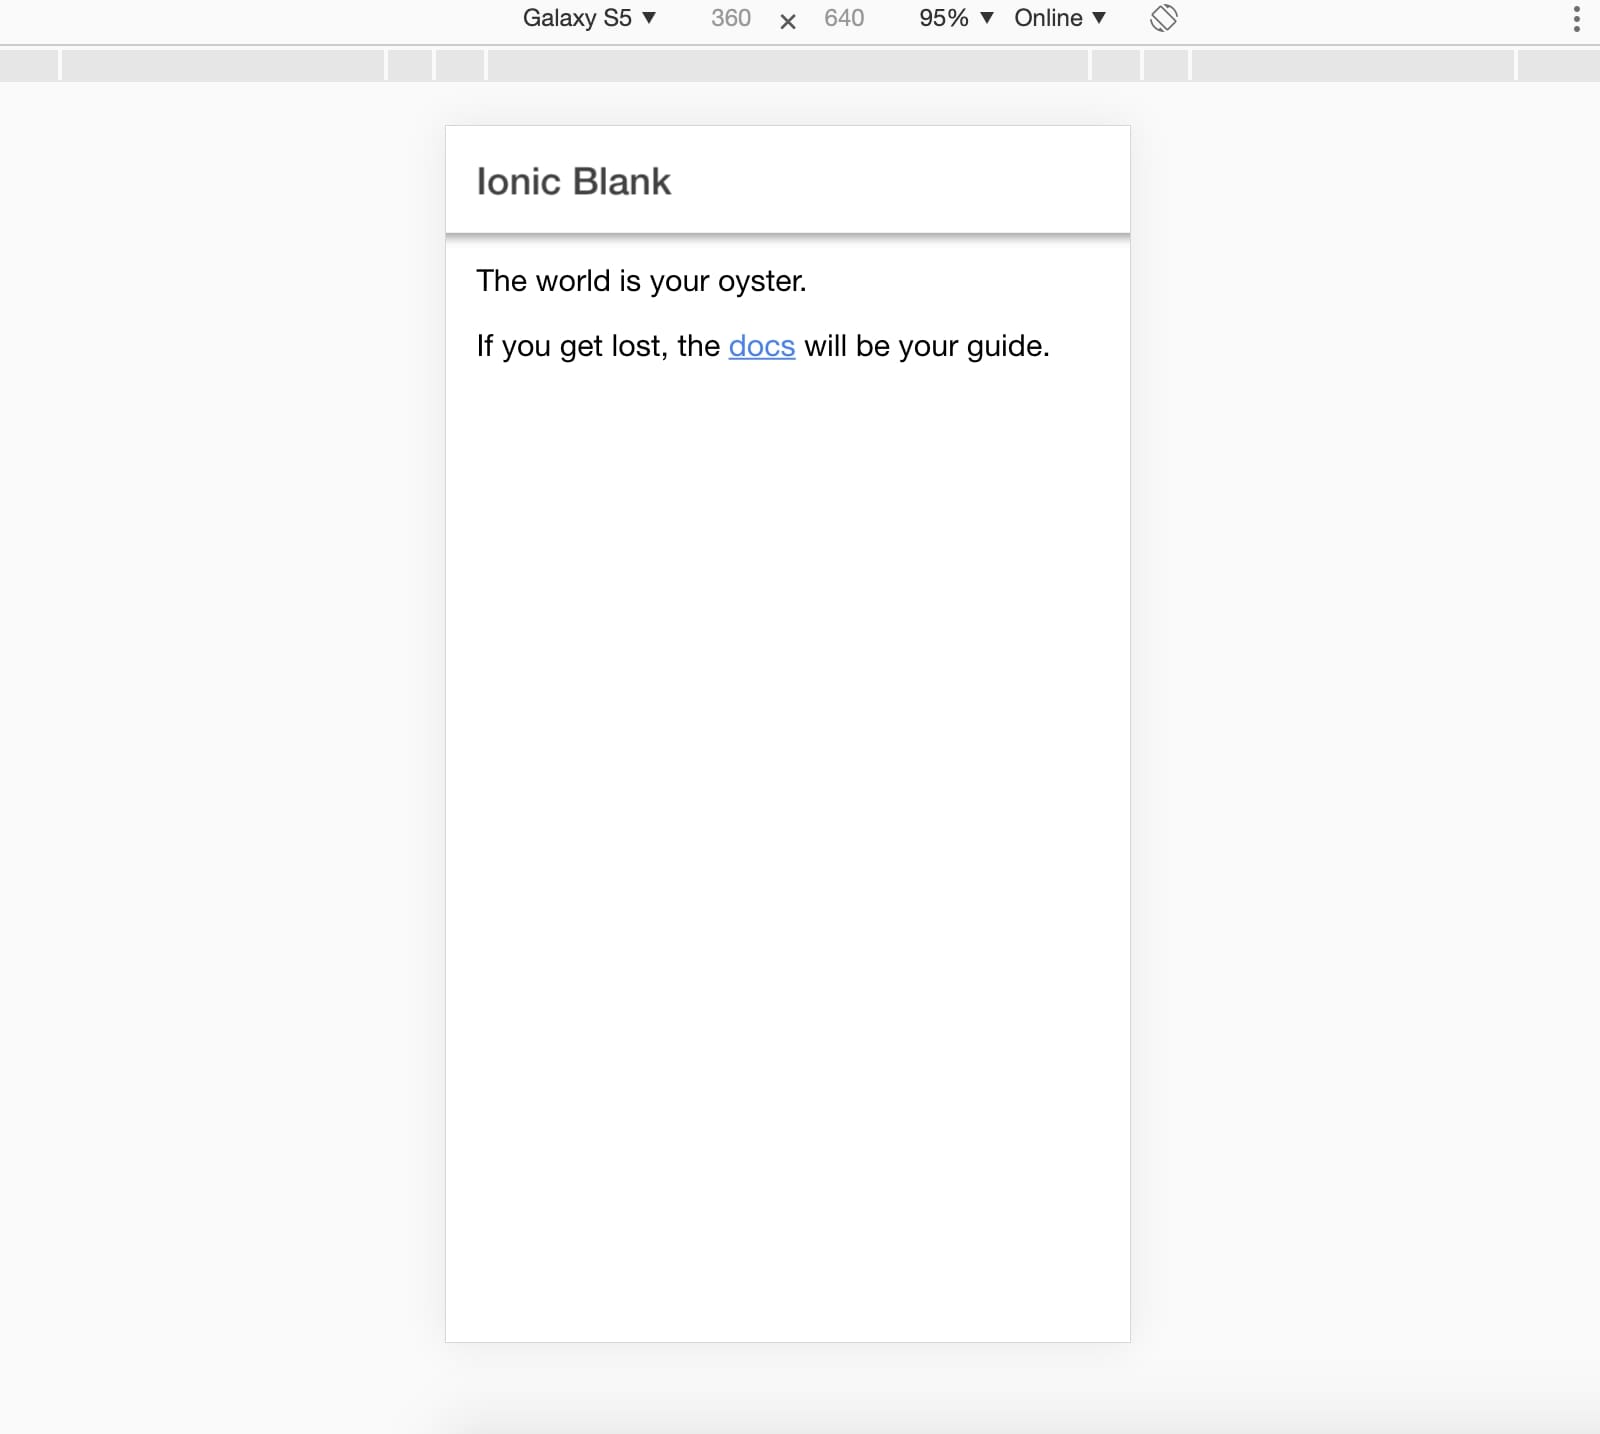 Galaxy S5 ▼ 360 × 640 95% ▼ Online ▼
Ionic Blank
The world is your oyster.
If you get lost, the docs will be your guide.